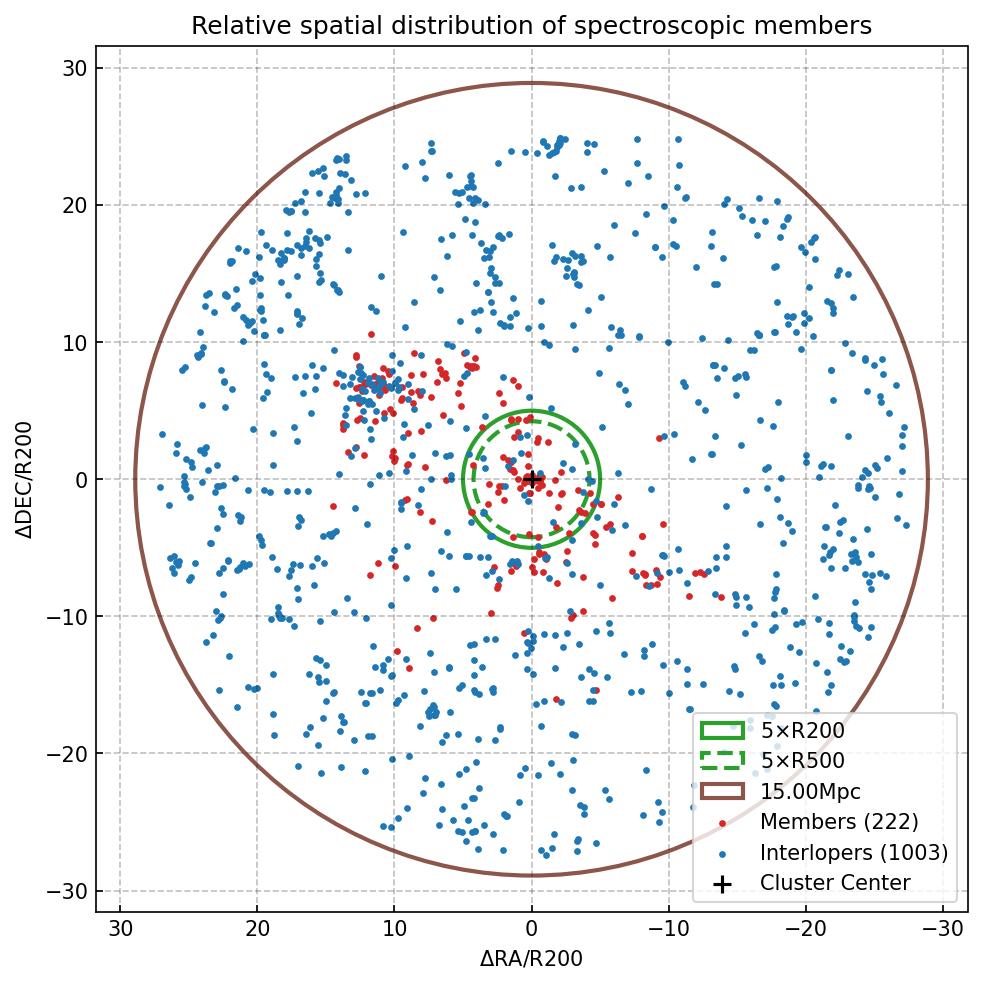 Relative spatial distribution of spectroscopic members
30
20
10
0
−10
−20
−30
ΔDEC/R200
30
20
10
0
−10
−20
−30
ΔRA/R200
5×R200
5×R500
15.00Mpc
Members (222)
Interlopers (1003)
Cluster Center